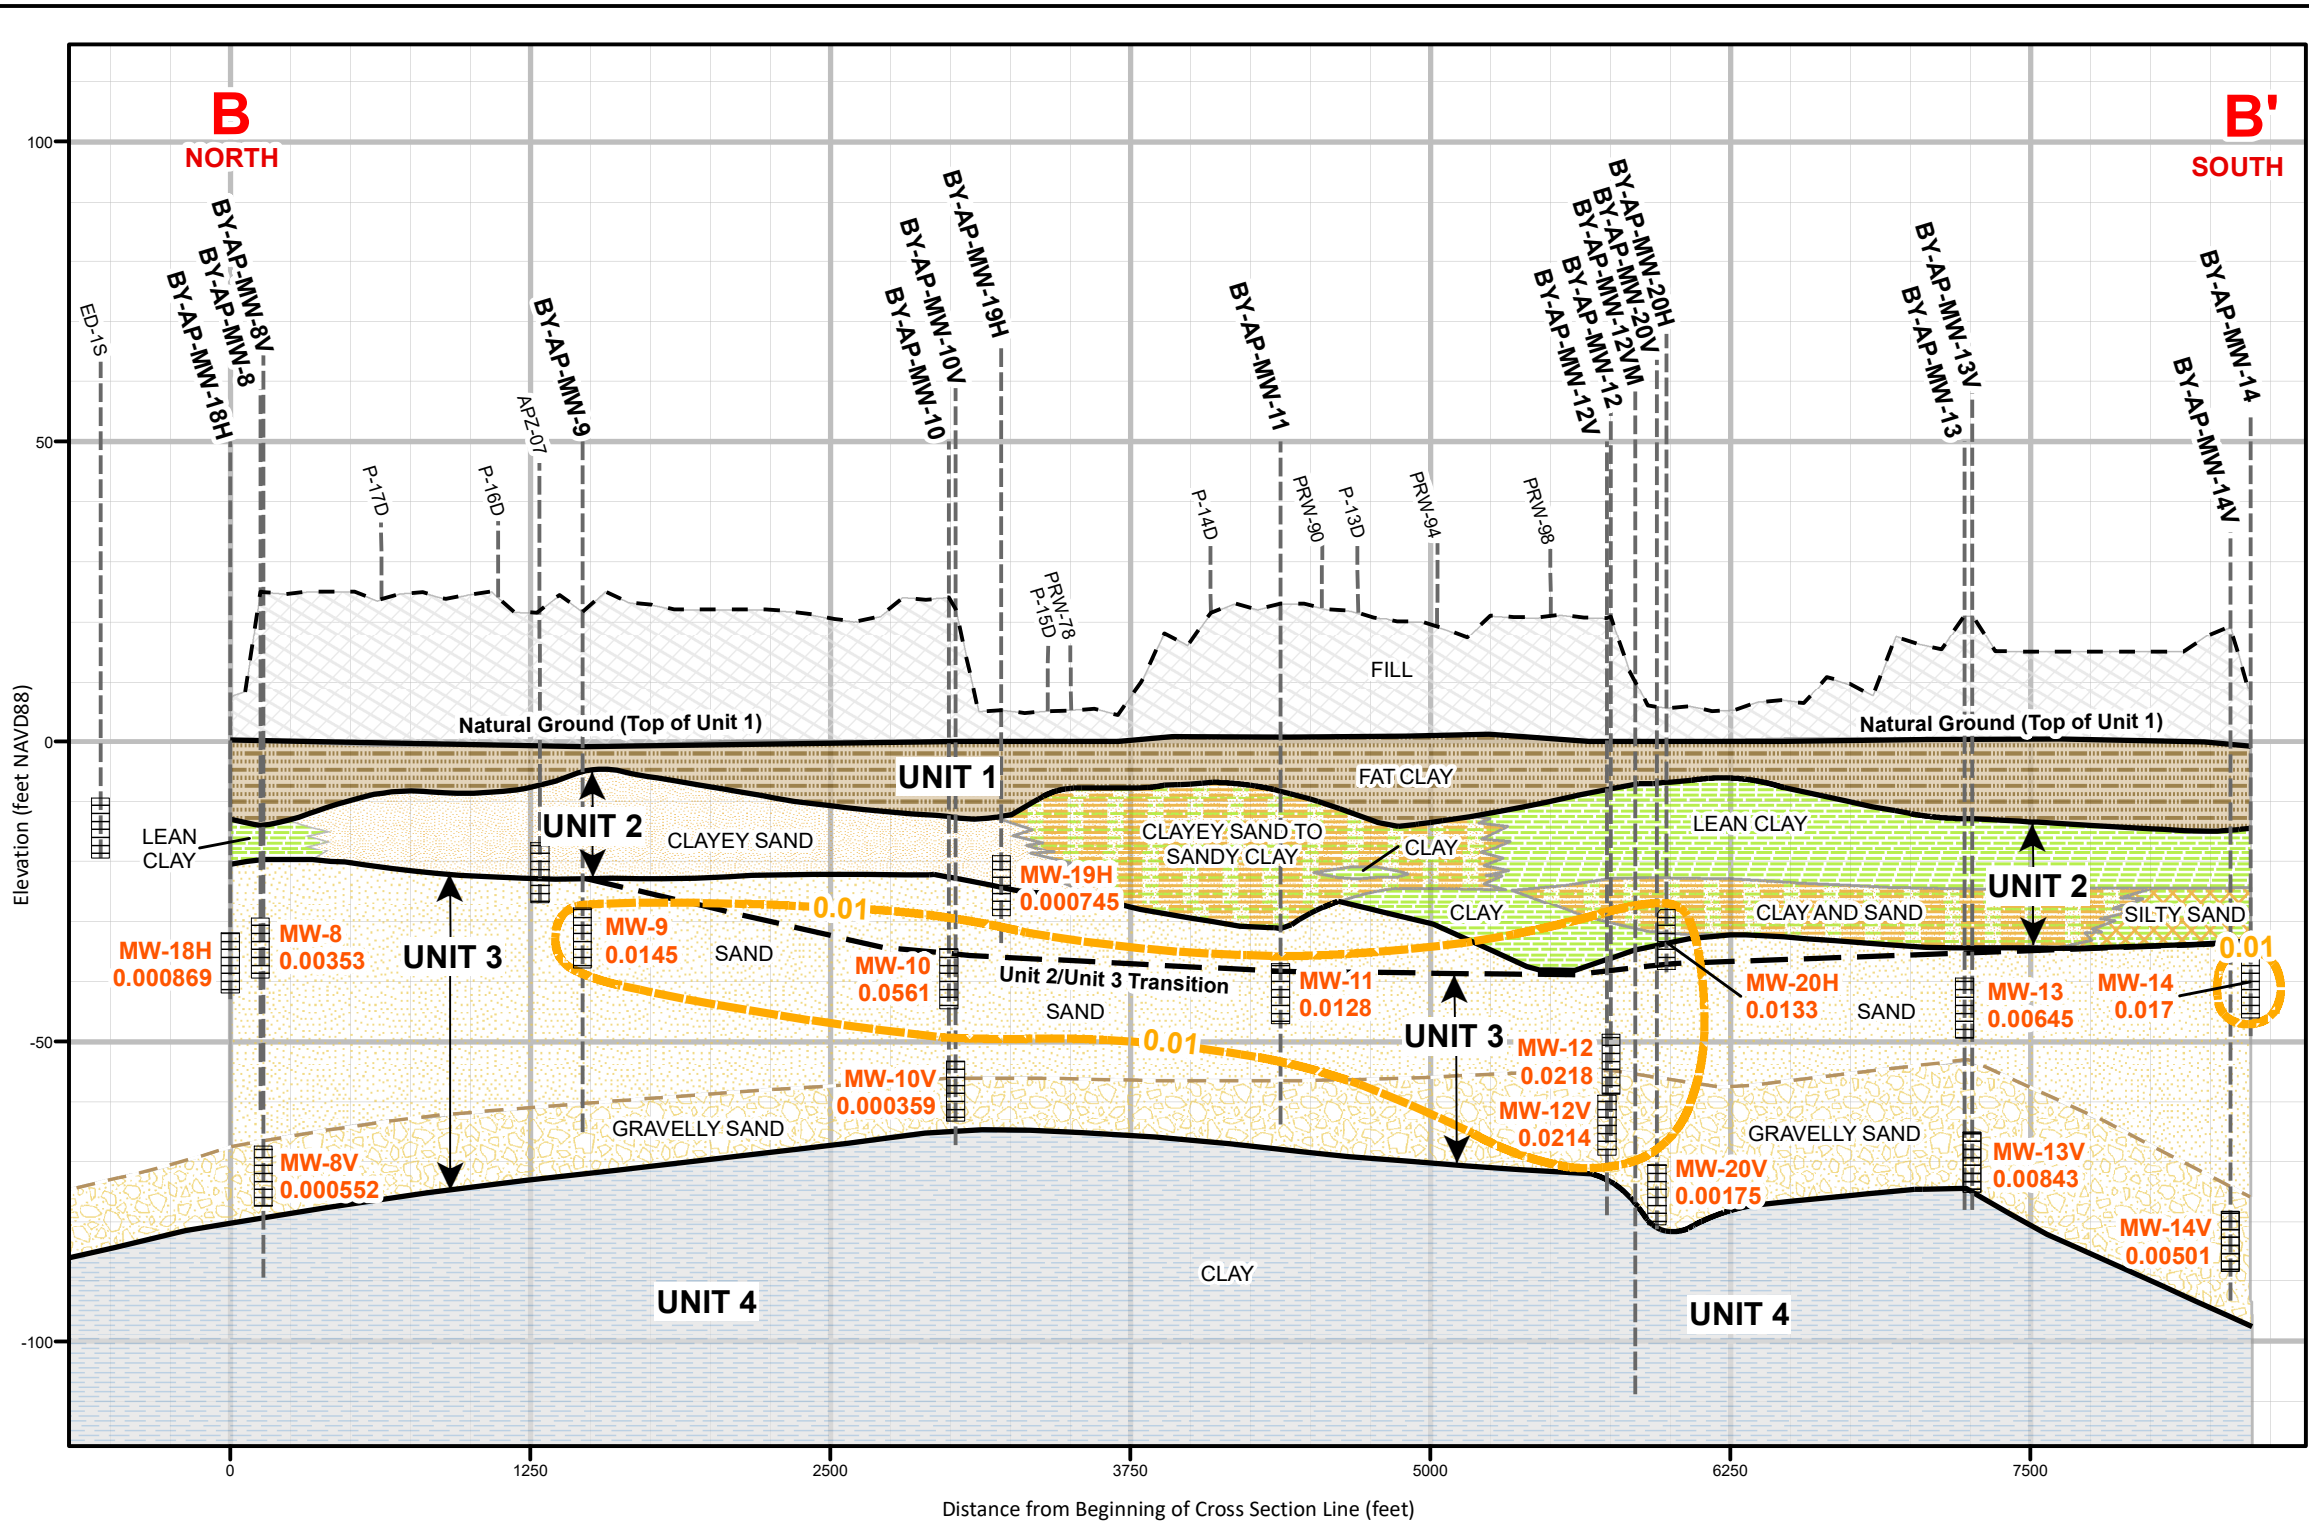 B
NORTH
B'
SOUTH
100
50
0
-50
-100
Elevation (feet NAVD88)
ED-1S
BY-AP-MW-18H
BY-AP-MW-8
BY-AP-MW-8V
P-17D
P-16D
APZ-07
BY-AP-MW-9
BY-AP-MW-10
BY-AP-MW-10V
BY-AP-MW-19H
P-15D
PRW-78
P-14D
BY-AP-MW-11
PRW-90
P-13D
PRW-94
PRW-98
BY-AP-MW-12V
BY-AP-MW-12
BY-AP-MW-12VM
BY-AP-MW-20V
BY-AP-MW-20H
BY-AP-MW-13
BY-AP-MW-13V
BY-AP-MW-14V
BY-AP-MW-14
FILL
Natural Ground (Top of Unit 1)
Natural Ground (Top of Unit 1)
UNIT 1
FAT CLAY
UNIT 2
LEAN
CLAY
CLAYEY SAND
CLAYEY SAND TO
SANDY CLAY
CLAY
LEAN CLAY
UNIT 2
MW-19H
0.000745
CLAY
CLAY AND SAND
SILTY SAND
0.01
0.01
MW-18H
0.000869
MW-8
0.00353
UNIT 3
MW-9
0.0145
SAND
MW-10
0.0561
Unit 2/Unit 3 Transition
SAND
MW-11
0.0128
MW-20H
0.0133
SAND
MW-13
0.00645
MW-14
0.017
0.01
UNIT 3
MW-12
0.0218
MW-10V
0.000359
MW-12V
0.0214
GRAVELLY SAND
GRAVELLY SAND
MW-8V
0.000552
MW-20V
0.00175
MW-13V
0.00843
MW-14V
0.00501
CLAY
UNIT 4
UNIT 4
0
1250
2500
3750
5000
6250
7500
Distance from Beginning of Cross Section Line (feet)